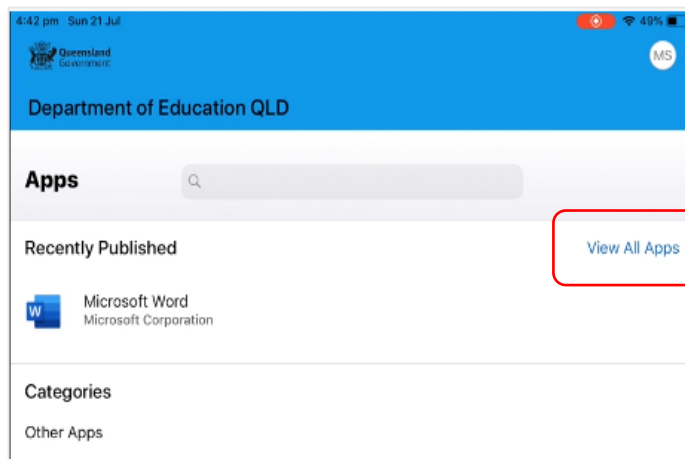 4:42 pm Sun 21 Jul
49%
Queensland
Government
MS
Department of Education QLD
Apps
Recently Published
View All Apps
W
Microsoft Word
Microsoft Corporation
Categories
Other Apps